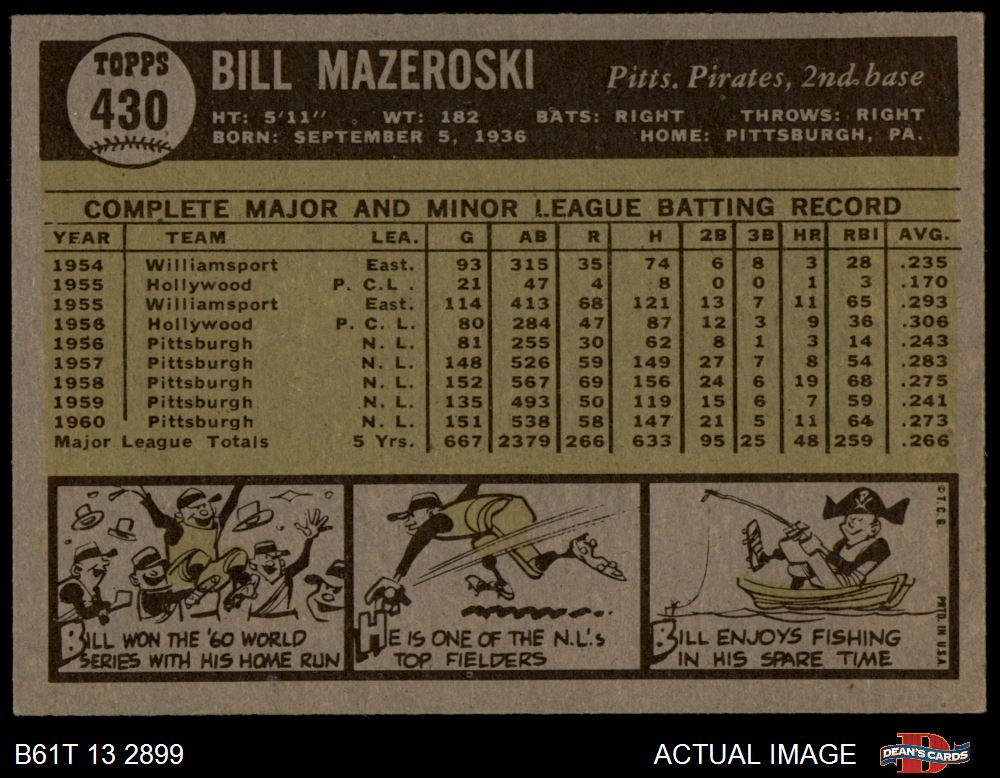 TOPPS
430
BILL MAZEROSKI
Pitts. Pirates, 2nd base
HT: 5'11" WT: 182 BATS: RIGHT THROWS: RIGHT
BORN: SEPTEMBER 5, 1936 HOME: PITTSBURGH, PA.
COMPLETE MAJOR AND MINOR LEAGUE BATTING RECORD
YEAR TEAM LEA. G AB R H 2B 3B HR RBI AVG.
1954 Williamsport East. 93 315 35 74 6 8 3 28 .235
1955 Hollywood P. C.L. 21 47 4 8 0 0 1 3 .170
1955 Williamsport East. 114 413 68 121 13 7 11 65 .293
1956 Hollywood P. C. L. 80 284 47 87 12 3 9 36 .306
1956 Pittsburgh N. L. 81 255 30 62 8 1 3 14 .243
1957 Pittsburgh N. L. 148 526 59 149 27 7 8 54 .283
1958 Pittsburgh N. L. 152 567 69 156 24 6 19 68 .275
1959 Pittsburgh N. L. 135 493 50 119 15 6 7 59 .241
1960 Pittsburgh N. L. 151 538 58 147 21 5 11 64 .273
Major League Totals 5 Yrs. 667 2379 266 633 95 25 48 259 .266
BILL WON THE '60 WORLD
SERIES WITH HIS HOME RUN
HE IS ONE OF THE N.L.'s
TOP FIELDERS
BILL ENJOYS FISHING
IN HIS SPARE TIME
© T. C. G.
PRTD. IN U.S.A.
B61T 13 2899
ACTUAL IMAGE
DEAN'S CARDS